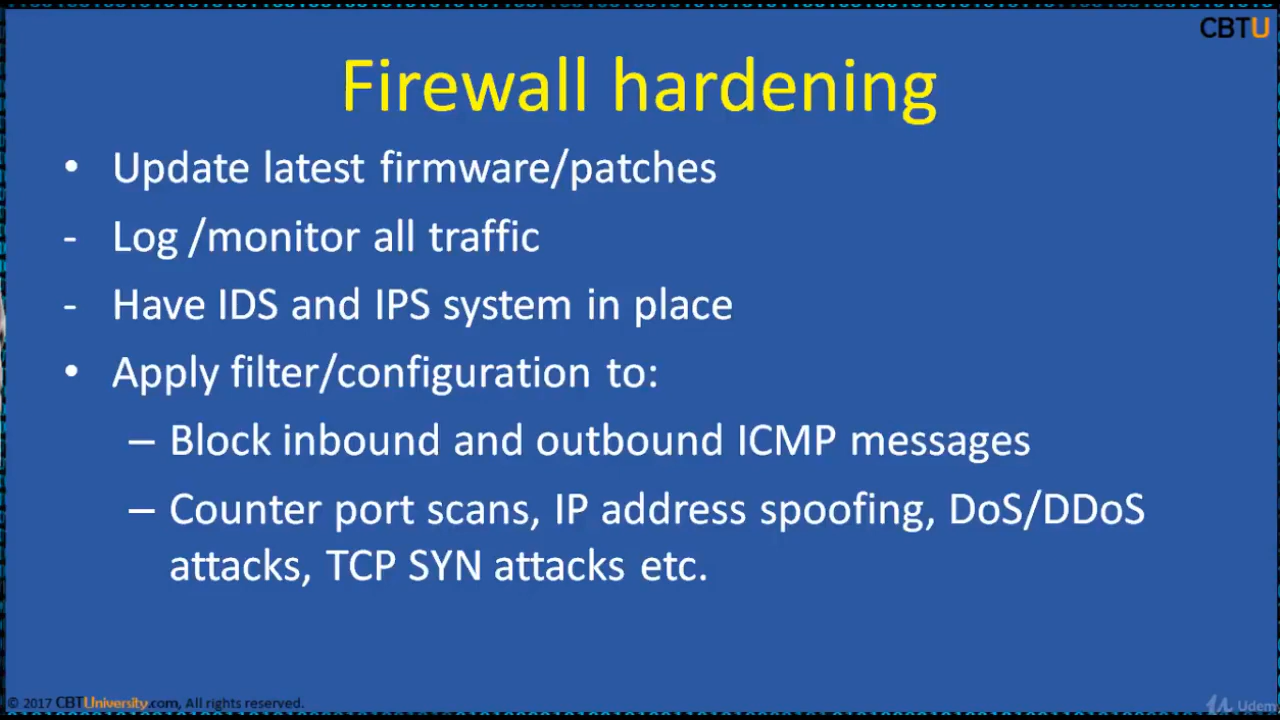 CBTU
Firewall hardening
• Update latest firmware/patches
- Log /monitor all traffic
- Have IDS and IPS system in place
• Apply filter/configuration to:
– Block inbound and outbound ICMP messages
– Counter port scans, IP address spoofing, DoS/DDoS
attacks, TCP SYN attacks etc.
© 2017 CBTUniversity.com, All rights reserved.
Udem